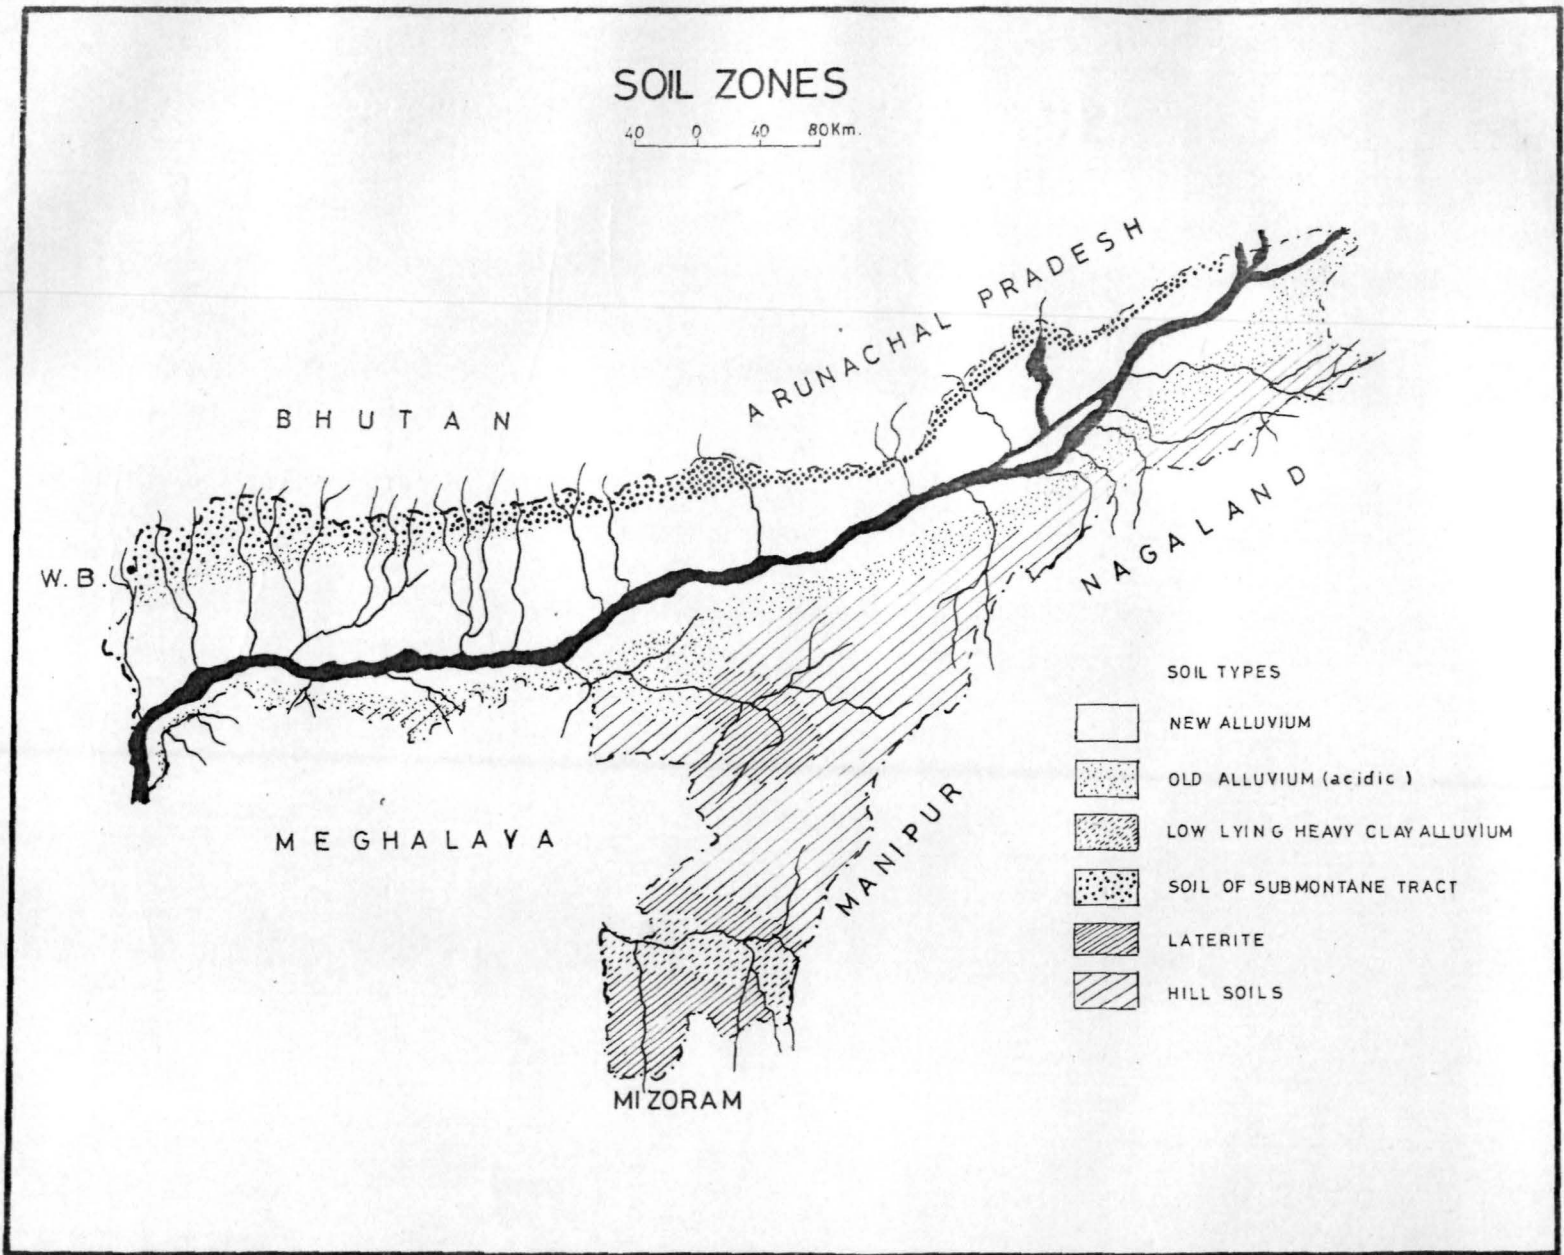 SOIL ZONES
40 0 40 80Km.
ARUNACHAL PRADESH
BHUTAN
W.B.
NAGALAND
MEGHALAYA
MANIPUR
MIZORAM
SOIL TYPES
NEW ALLUVIUM
OLD ALLUVIUM (acidic)
LOW LYING HEAVY CLAY ALLUVIUM
SOIL OF SUBMONTANE TRACT
LATERITE
HILL SOILS